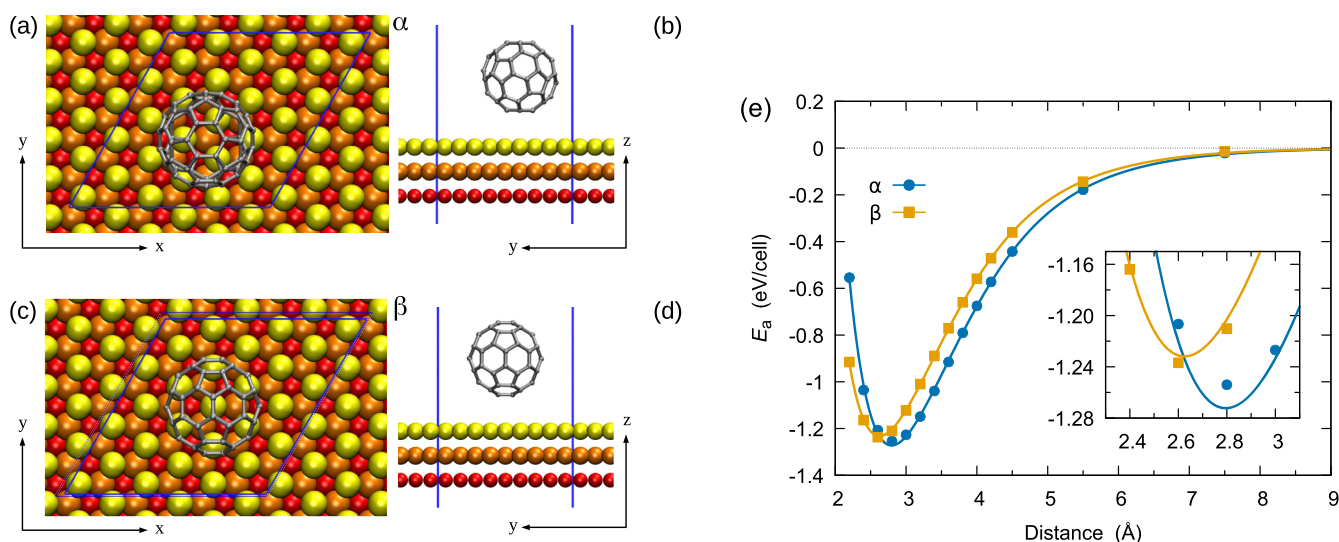 (a)
α
(b)
y
x
z
y
(c)
β
(d)
y
x
z
y
(e)
0.2
0
-0.2
-0.4
-0.6
-0.8
-1
-1.2
-1.4
E_a (eV/cell)
α
β
-1.16
-1.20
-1.24
-1.28
2.4 2.6 2.8 3
2 3 4 5 6 7 8 9
Distance (Å)